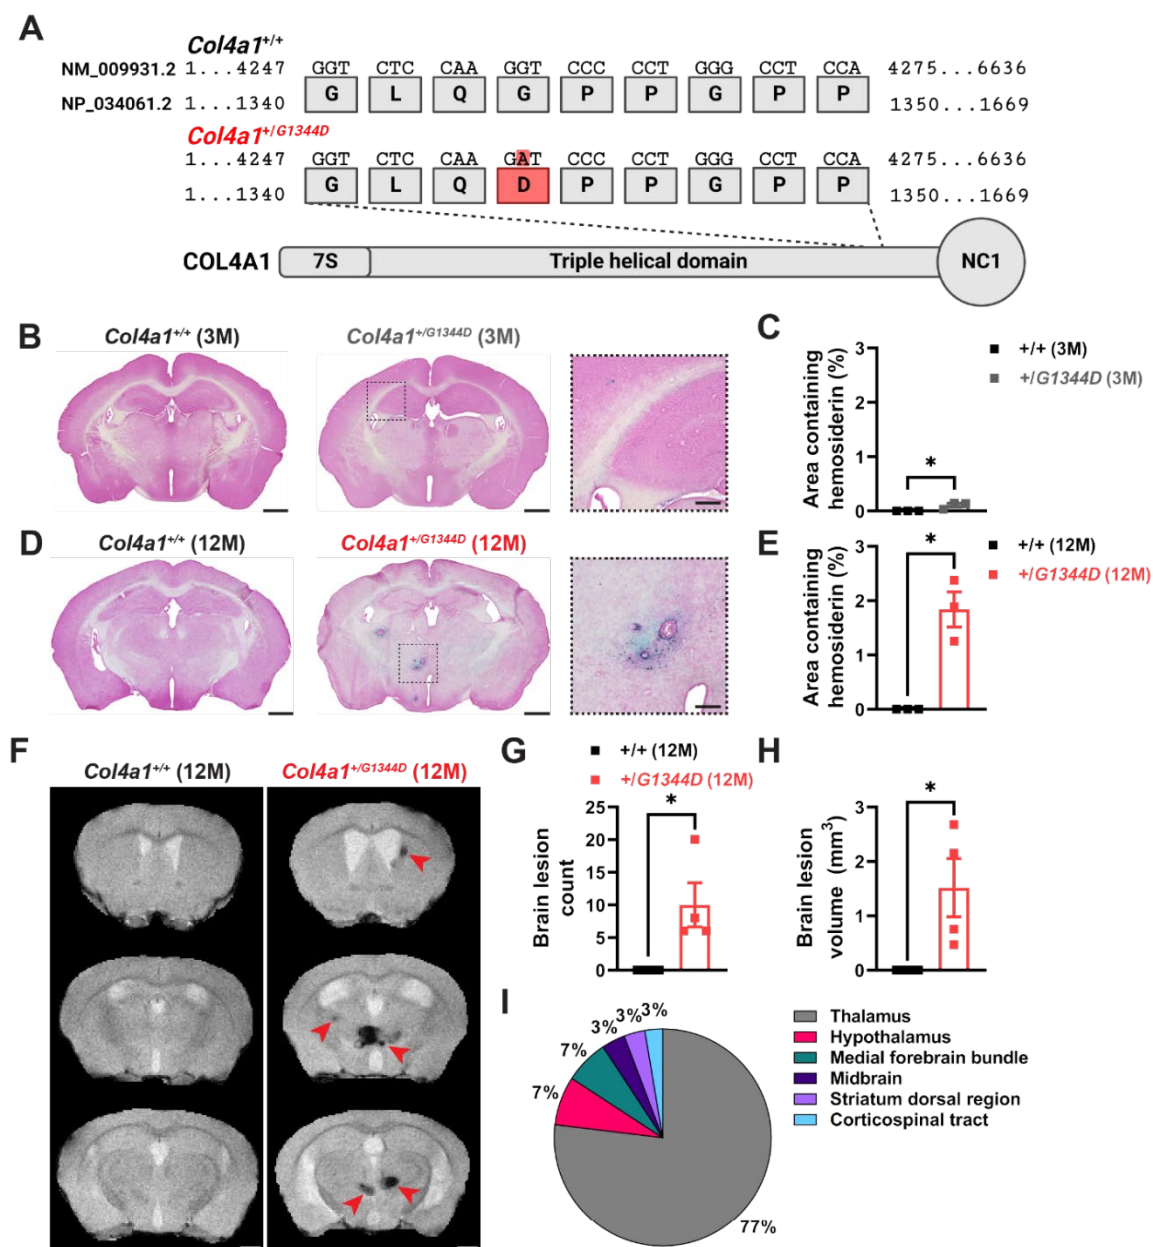 A
Col4a1+/+
NM_009931.2 1...4247 GGT CTC CAA GGT CCC CCT GGG CCT CCA 4275...6636
NP_034061.2 1...1340 G L Q G P P G P P 1350...1669
Col4a1+/G1344D
1...4247 GGT CTC CAA GAT CCC CCT GGG CCT CCA 4275...6636
1...1340 G L Q D P P G P P 1350...1669
COL4A1 7S Triple helical domain NC1
B
Col4a1+/+ (3M)
Col4a1+/G1344D (3M)
C
Area containing
hemosiderin (%)
3
2
1
0
*
+/+ (3M)
+/G1344D (3M)
D
Col4a1+/+ (12M)
Col4a1+/G1344D (12M)
E
Area containing
hemosiderin (%)
3
2
1
0
*
+/+ (12M)
+/G1344D (12M)
F
Col4a1+/+ (12M)
Col4a1+/G1344D (12M)
G
+/+ (12M)
+/G1344D (12M)
Brain lesion
count
25
20
15
10
5
0
*
H
Brain lesion
volume (mm3)
3
2
1
0
*
I
3%
3%
3%
7%
7%
77%
Thalamus
Hypothalamus
Medial forebrain bundle
Midbrain
Striatum dorsal region
Corticospinal tract